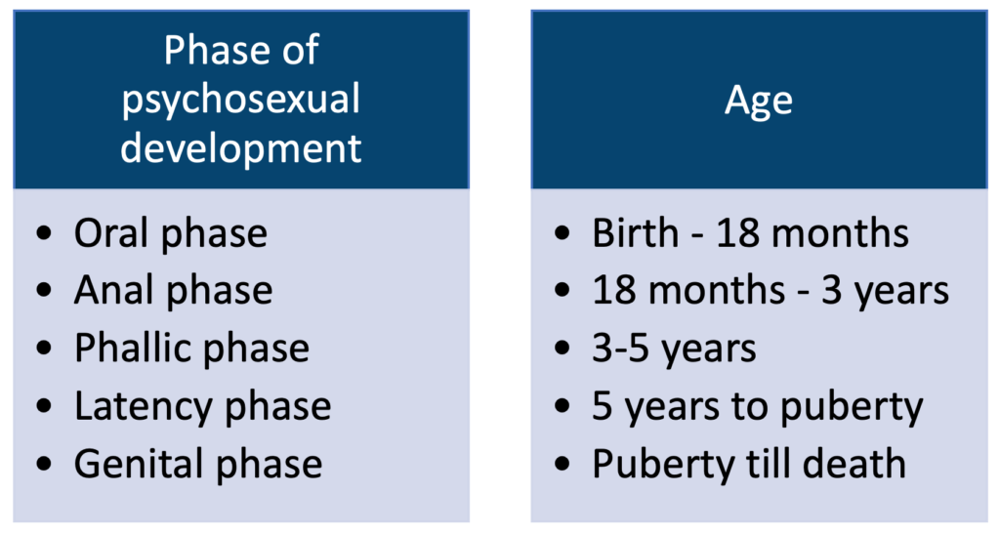 Phase of
psychosexual
development
• Oral phase
• Anal phase
• Phallic phase
• Latency phase
• Genital phase
Age
• Birth - 18 months
• 18 months - 3 years
• 3-5 years
• 5 years to puberty
• Puberty till death